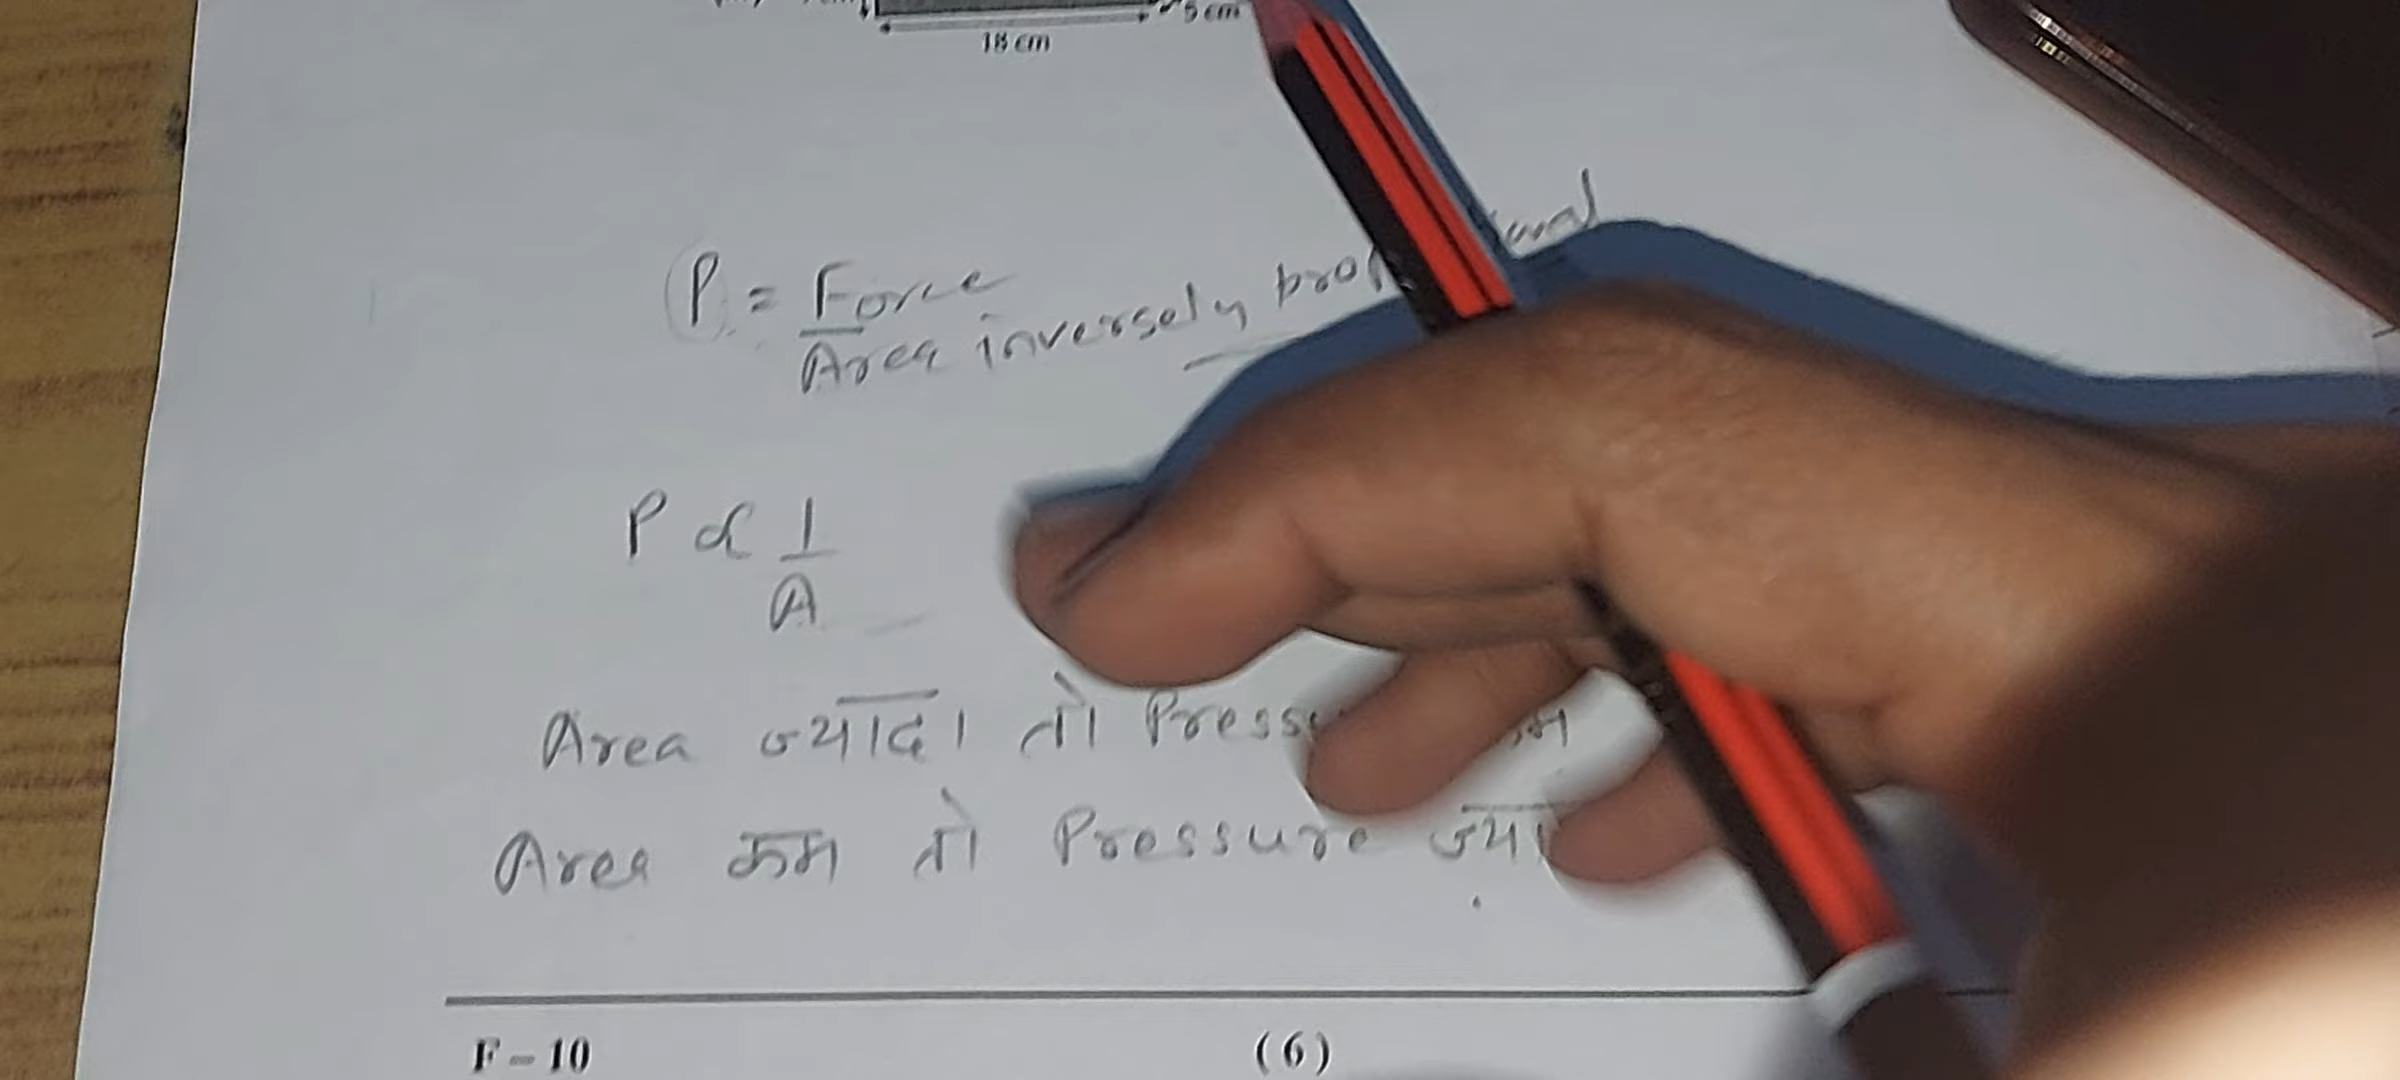 5 cm
18 cm
P = Force
Area inversely
P ∝ 1
A
Area ज्यादा तो
Area कम तो Pressure
F – 10 (6)